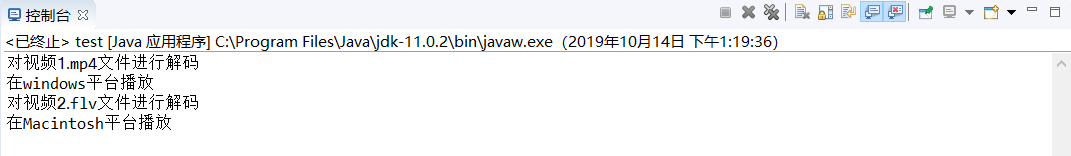 控制台
<已终止> test [Java 应用程序] C:\Program Files\Java\jdk-11.0.2\bin\javaw.exe（2019年10月14日 下午1:19:36）
对视频1.mp4文件进行解码
在windows平台播放
对视频2.flv文件进行解码
在Macintosh平台播放